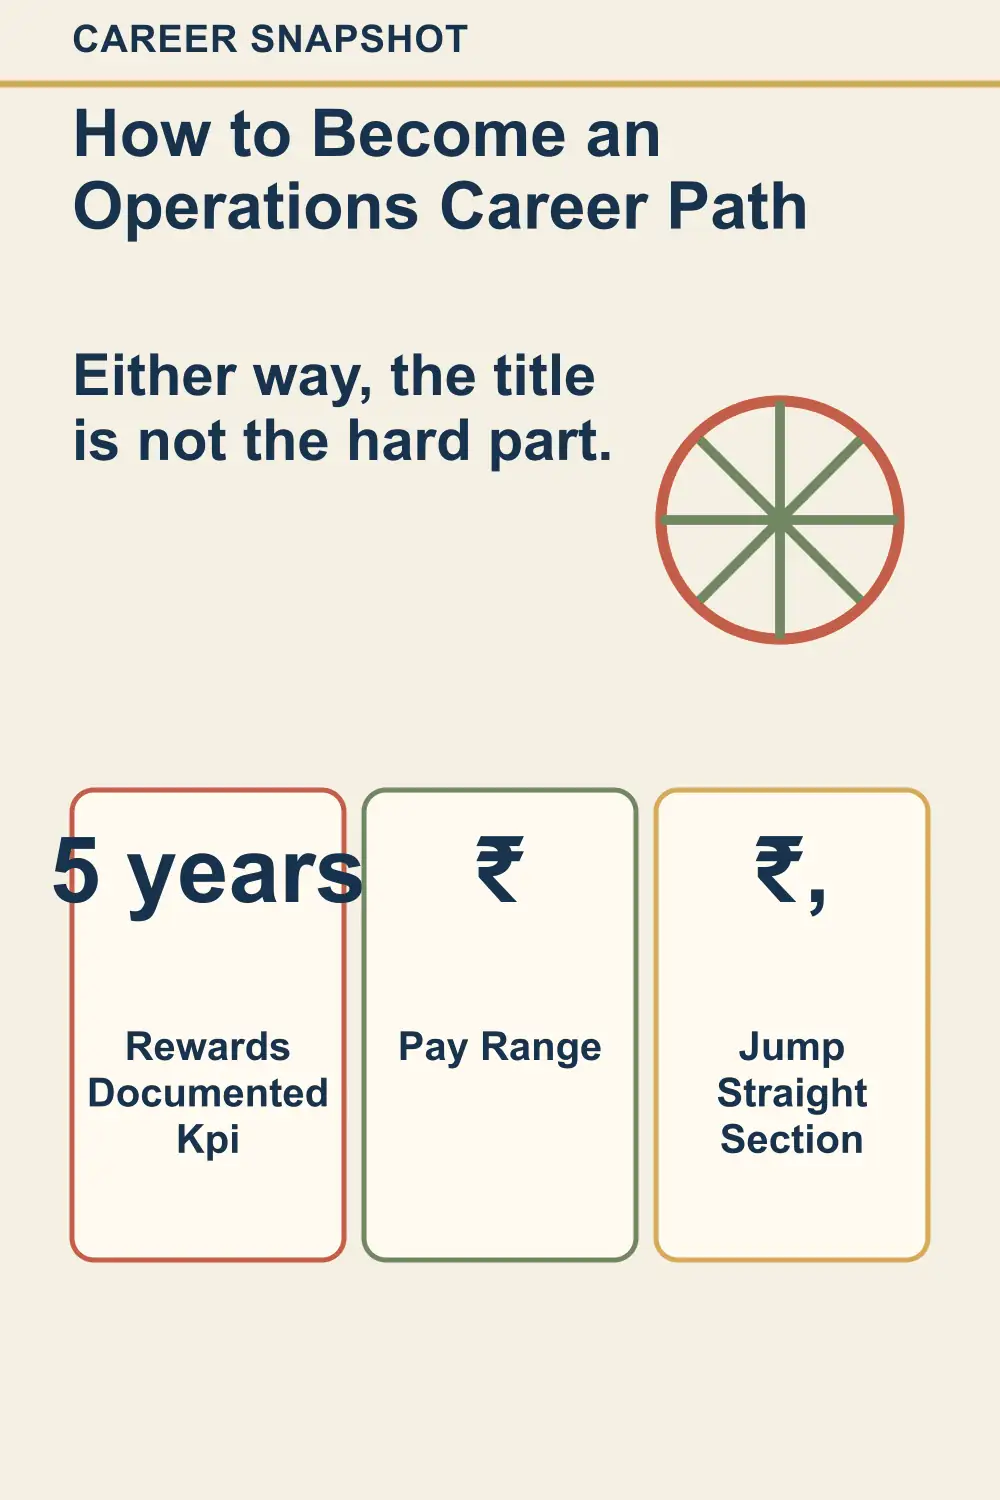 CAREER SNAPSHOT
How to Become an
Operations Career Path
Either way, the title
is not the hard part.
5 years
Rewards
Documented
Kpi
₹
Pay Range
₹,
Jump
Straight
Section